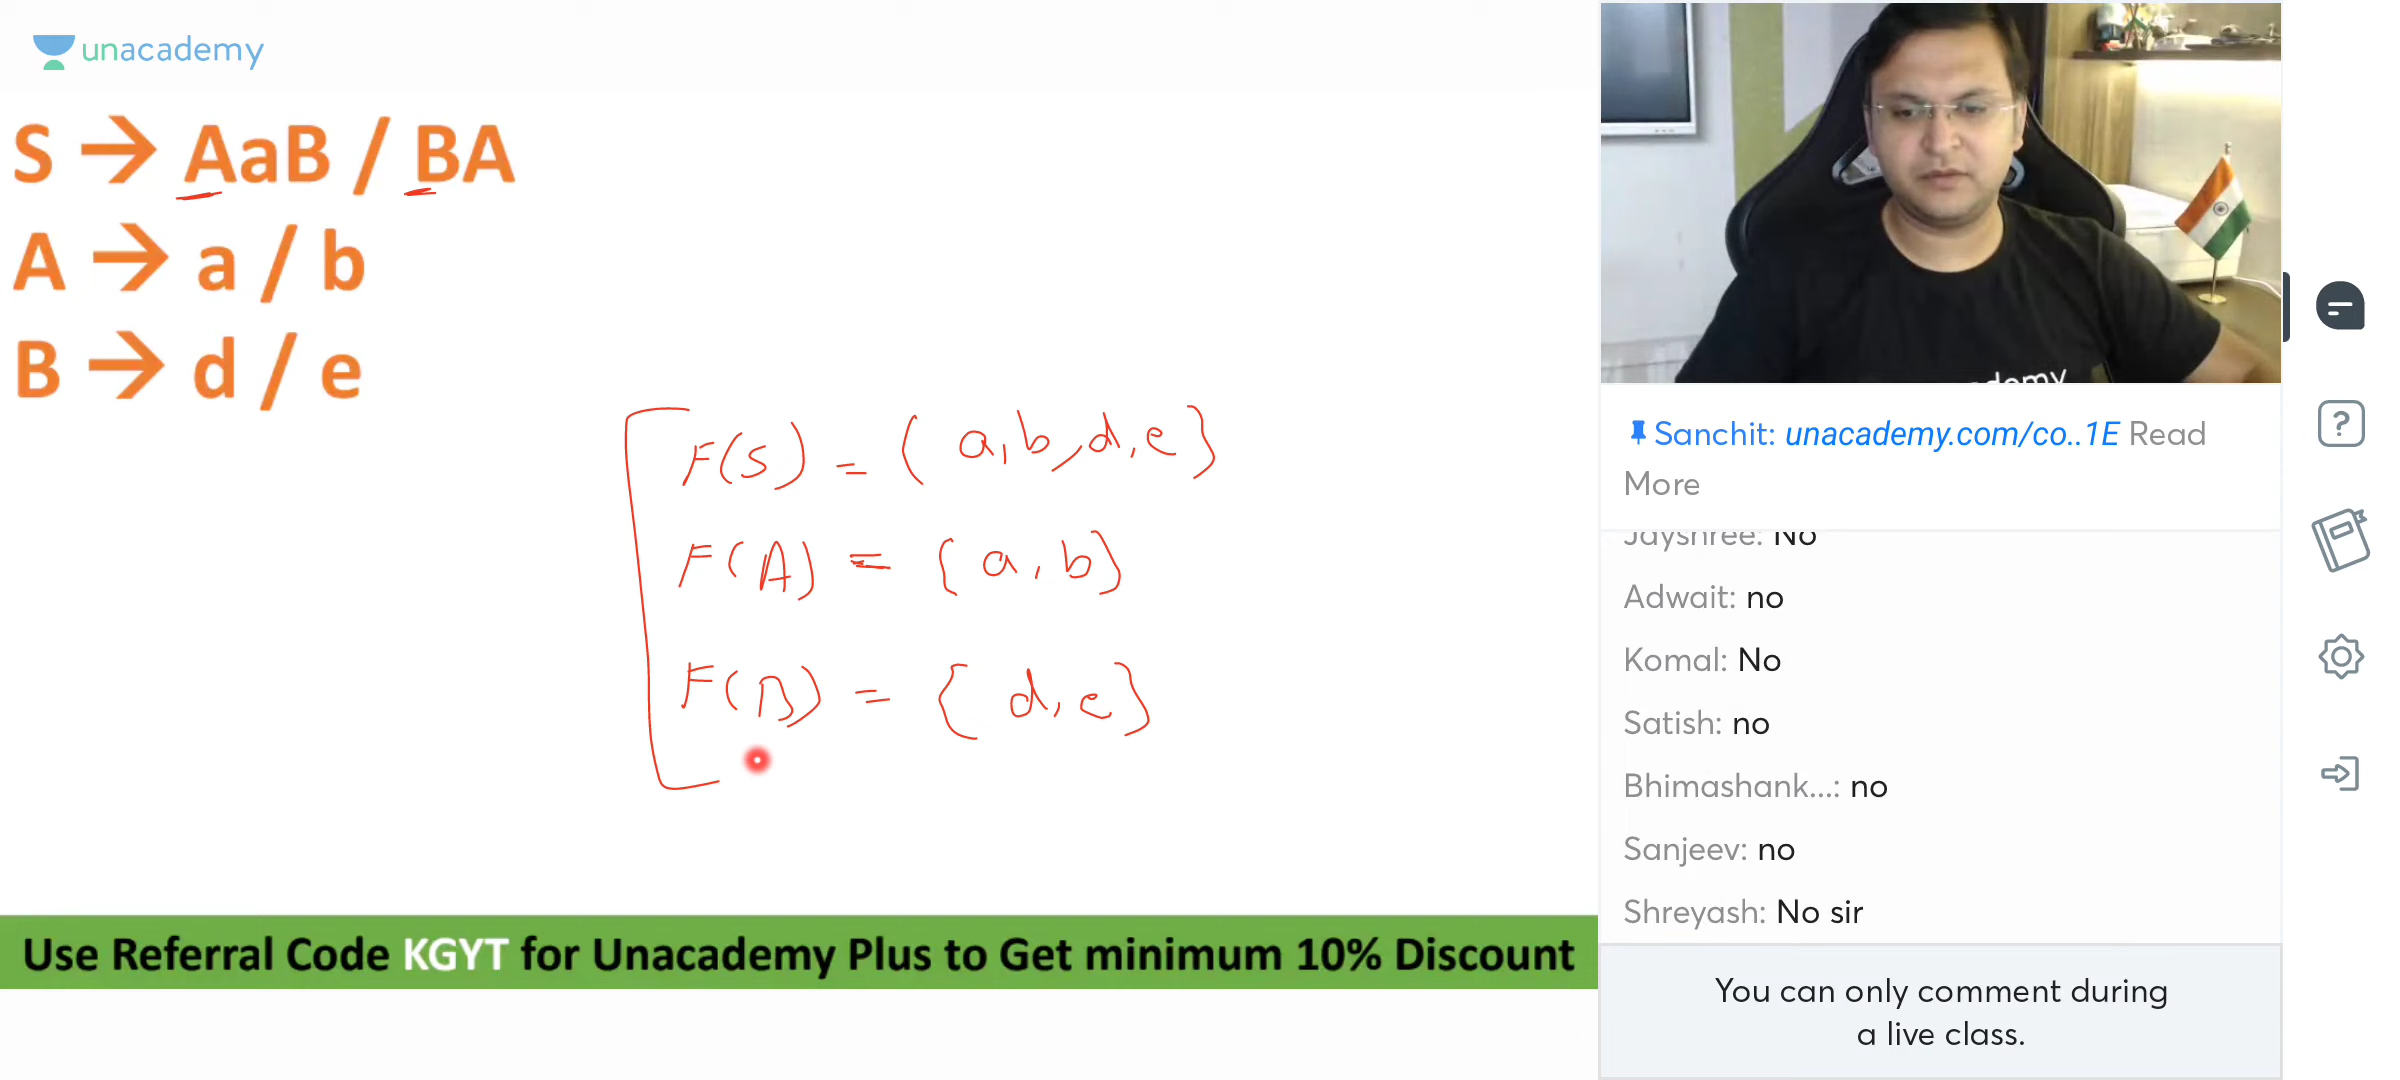 unacademy
S → AaB / BA
A → a / b
B → d / e
F(S) = { a, b, d, e }
F(A) = { a, b }
F(B) = { d, e }
Use Referral Code KGYT for Unacademy Plus to Get minimum 10% Discount
Sanchit: unacademy.com/co..1E Read
More
Jayshree: No
Adwait: no
Komal: No
Satish: no
Bhimashank...: no
Sanjeev: no
Shreyash: No sir
You can only comment during
a live class.